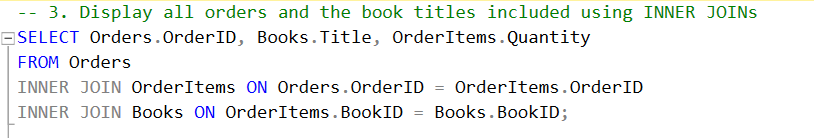 -- 3. Display all orders and the book titles included using INNER JOINs
SELECT Orders.OrderID, Books.Title, OrderItems.Quantity
FROM Orders
INNER JOIN OrderItems ON Orders.OrderID = OrderItems.OrderID
INNER JOIN Books ON OrderItems.BookID = Books.BookID;